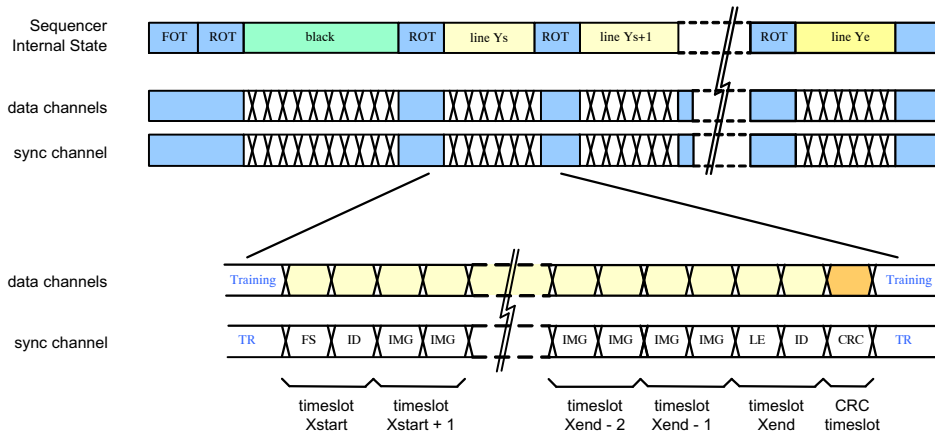 Sequencer
Internal State
FOT ROT black ROT line Ys ROT line Ys+1 ROT line Ye
data channels
sync channel
data channels
Training Training
sync channel
TR FS ID IMG IMG IMG IMG IMG IMG LE ID CRC TR
timeslot timeslot timeslot timeslot timeslot CRC
Xstart Xstart + 1 Xend - 2 Xend - 1 Xend timeslot